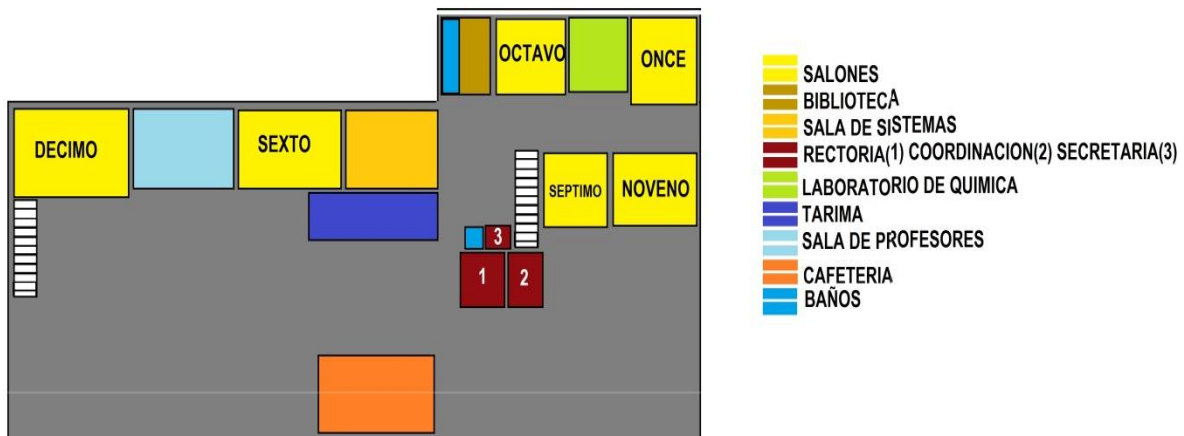 OCTAVO
ONCE
DECIMO
SEXTO
SEPTIMO
NOVENO
3
1
2
SALONES
BIBLIOTECA
SALA DE SISTEMAS
RECTORIA(1) COORDINACION(2) SECRETARIA(3)
LABORATORIO DE QUIMICA
TARIMA
SALA DE PROFESORES
CAFETERIA
BAÑOS